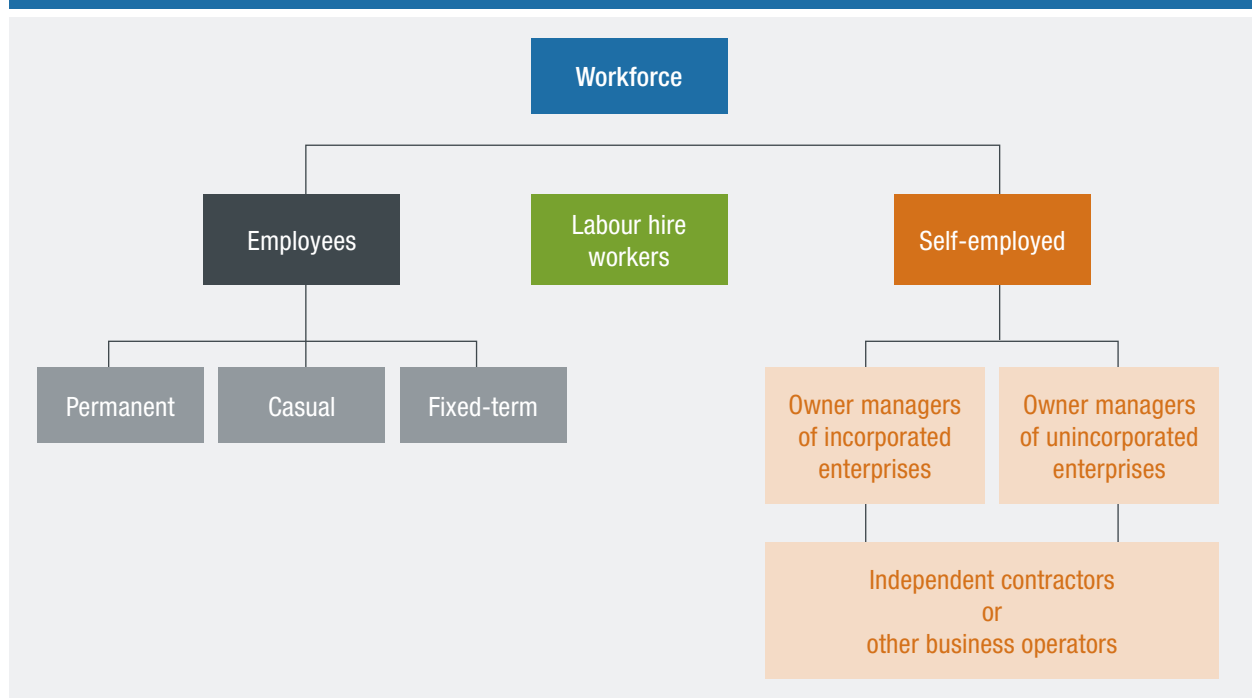 Workforce
Employees
Labour hire
workers
Self-employed
Permanent
Casual
Fixed-term
Owner managers
of incorporated
enterprises
Owner managers
of unincorporated
enterprises
Independent contractors
or
other business operators